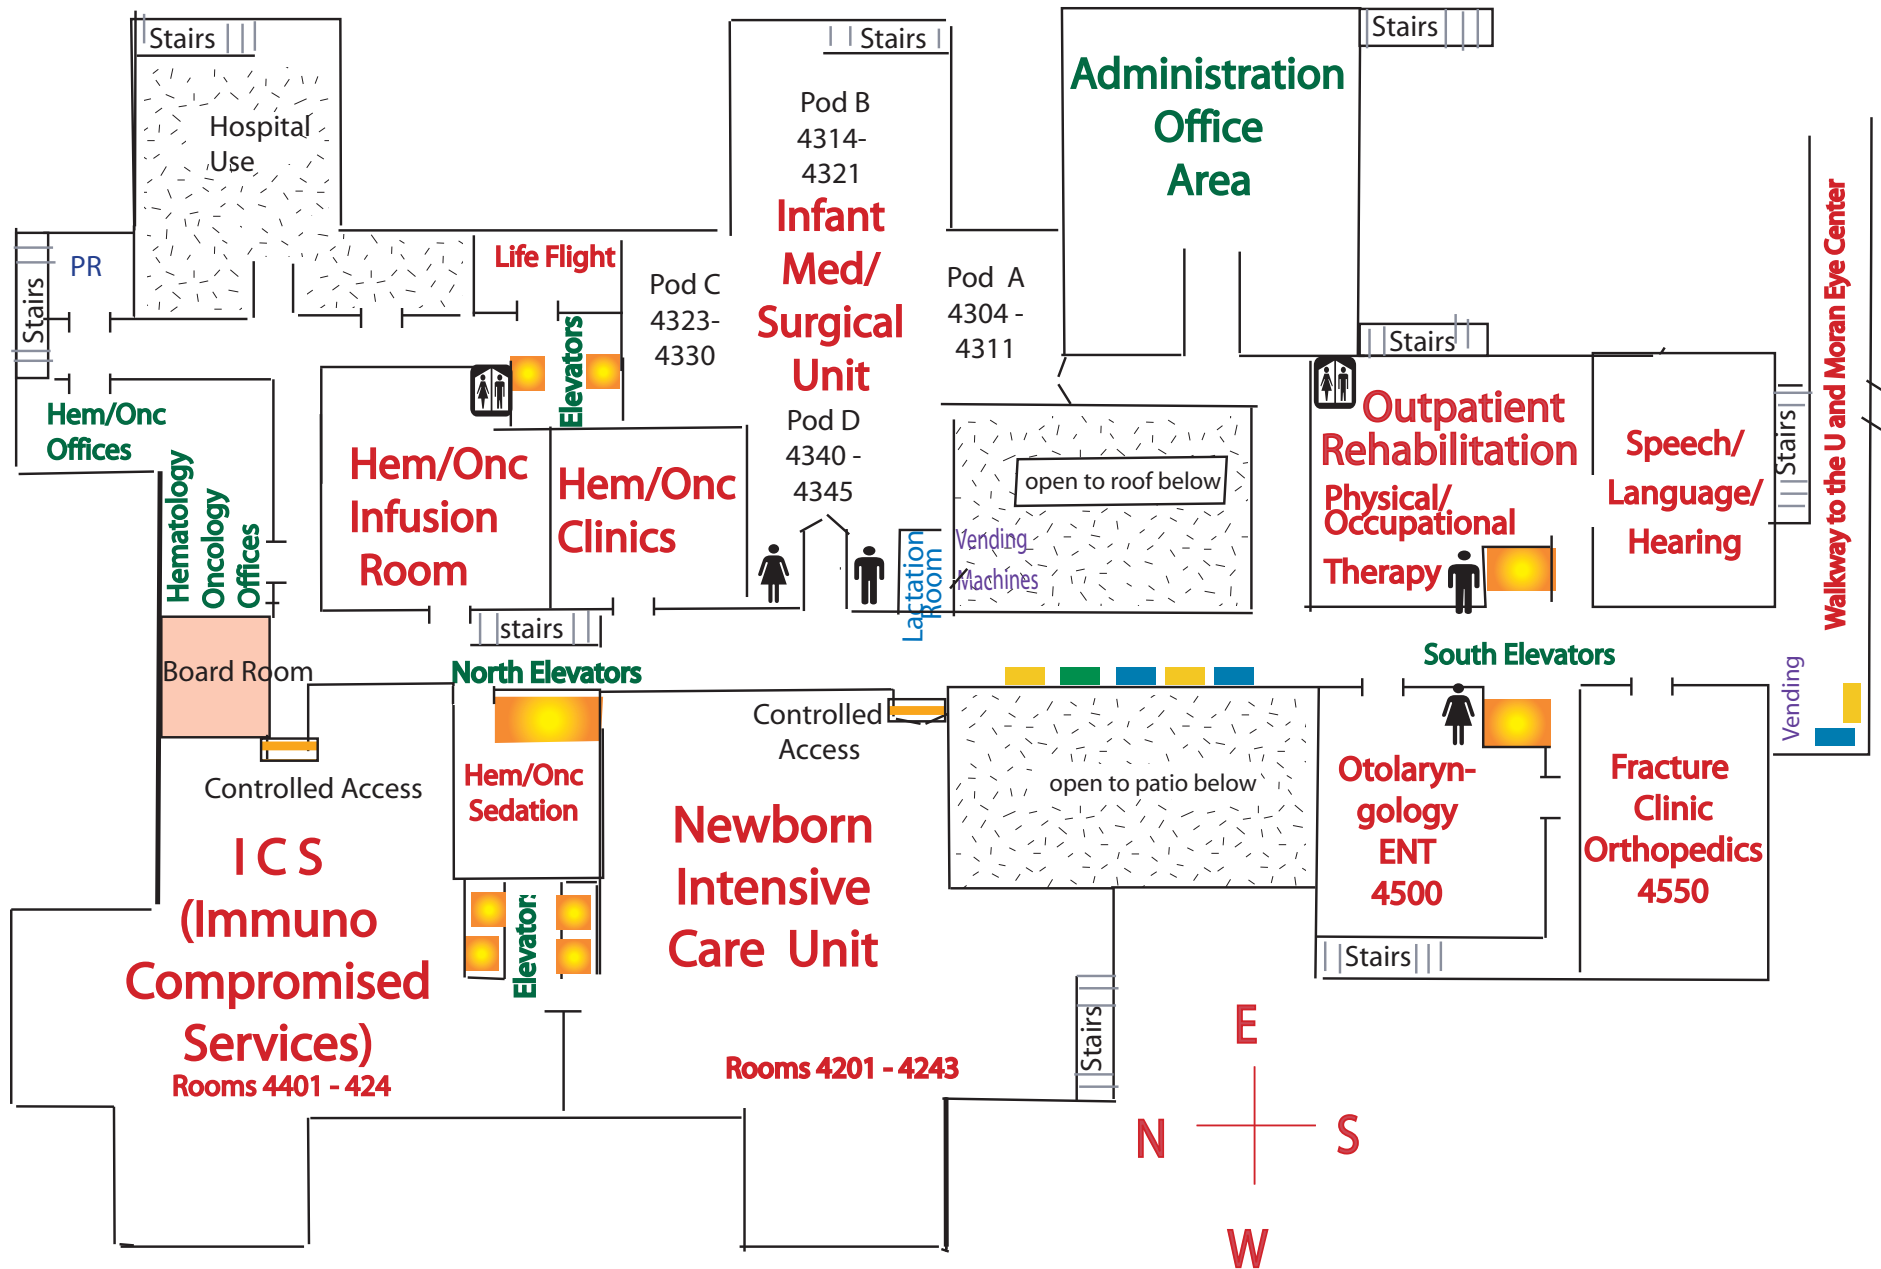 Stairs
Stairs
Stairs
Administration
Office
Area
Pod B
4314-
4321
Hospital
Use
Infant
Med/
Surgical
Unit
Life Flight
PR
Stairs
Pod C
4323-
4330
Pod A
4304 -
4311
Elevators
Stairs
Walkway to the U and Moran Eye Center
Hem/Onc
Offices
Pod D
4340 -
4345
Outpatient
Rehabilitation
Physical/
Occupational
Therapy
Speech/
Language/
Hearing
Stairs
Hematology
Oncology
Offices
Hem/Onc
Infusion
Room
Hem/Onc
Clinics
open to roof below
Vending
Machines
Lactation
Room
stairs
Board Room
North Elevators
South Elevators
Vending
Controlled
Access
Controlled Access
Hem/Onc
Sedation
open to patio below
Otolaryn-
gology
ENT
4500
Fracture
Clinic
Orthopedics
4550
I C S
(Immuno
Compromised
Services)
Rooms 4401 - 424
Newborn
Intensive
Care Unit
Rooms 4201 - 4243
Elevators
Stairs
Stairs
E
N
S
W